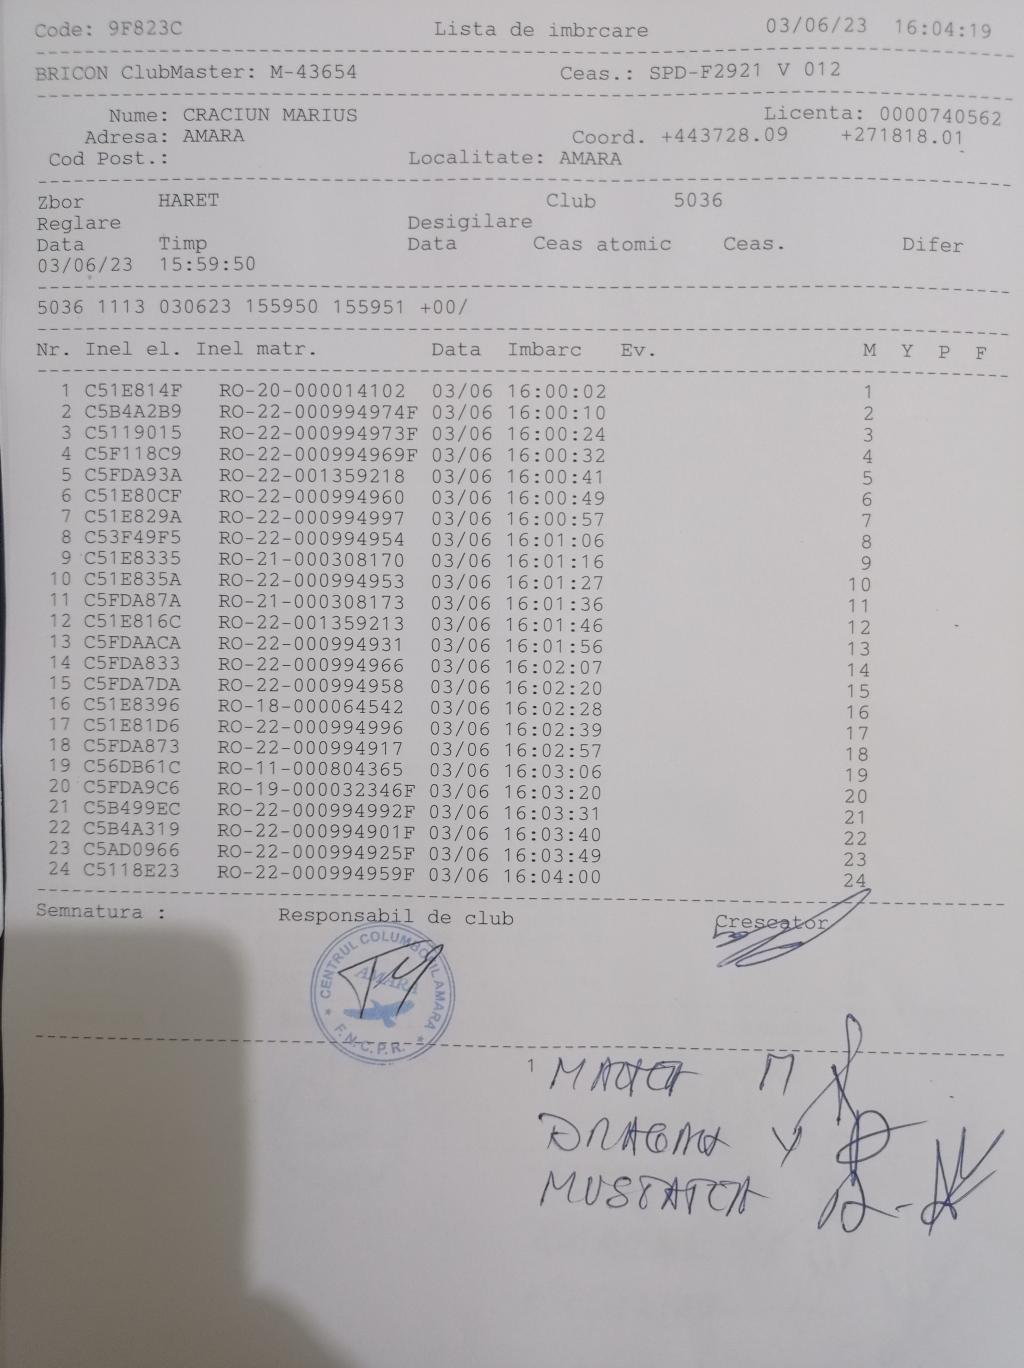 Code: 9F823C Lista de imbrcare 03/06/23 16:04:19
BRICON ClubMaster: M-43654 Ceas.: SPD-F2921 V 012
Nume: CRACIUN MARIUS Licenta: 0000740562
Adresa: AMARA Coord. +443728.09 +271818.01
Cod Post.: Localitate: AMARA
Zbor HARET Club 5036
Reglare Desigilare
Data Timp Data Ceas atomic Ceas. Difer
03/06/23 15:59:50
5036 1113 030623 155950 155951 +00/
Nr. Inel el. Inel matr. Data Imbarc Ev. M Y P F
1 C51E814F RO-20-000014102 03/06 16:00:02 1
2 C5B4A2B9 RO-22-000994974F 03/06 16:00:10 2
3 C5119015 RO-22-000994973F 03/06 16:00:24 3
4 C5F118C9 RO-22-000994969F 03/06 16:00:32 4
5 C5FDA93A RO-22-001359218 03/06 16:00:41 5
6 C51E80CF RO-22-000994960 03/06 16:00:49 6
7 C51E829A RO-22-000994997 03/06 16:00:57 7
8 C53F49F5 RO-22-000994954 03/06 16:01:06 8
9 C51E8335 RO-21-000308170 03/06 16:01:16 9
10 C51E835A RO-22-000994953 03/06 16:01:27 10
11 C5FDA87A RO-21-000308173 03/06 16:01:36 11
12 C51E816C RO-22-001359213 03/06 16:01:46 12
13 C5FDAACA RO-22-000994931 03/06 16:01:56 13
14 C5FDA833 RO-22-000994966 03/06 16:02:07 14
15 C5FDA7DA RO-22-000994958 03/06 16:02:20 15
16 C51E8396 RO-18-000064542 03/06 16:02:28 16
17 C51E81D6 RO-22-000994996 03/06 16:02:39 17
18 C5FDA873 RO-22-000994917 03/06 16:02:57 18
19 C56DB61C RO-11-000804365 03/06 16:03:06 19
20 C5FDA9C6 RO-19-000032346F 03/06 16:03:20 20
21 C5B499EC RO-22-000994992F 03/06 16:03:31 21
22 C5B4A319 RO-22-000994901F 03/06 16:03:40 22
23 C5AD0966 RO-22-000994925F 03/06 16:03:49 23
24 C5118E23 RO-22-000994959F 03/06 16:04:00 24
Semnatura : Responsabil de club Crescator
CENTRUL COLUMBOFIL AMARA
AMARA
F.N.C.P.R.
1
MUSTATEA